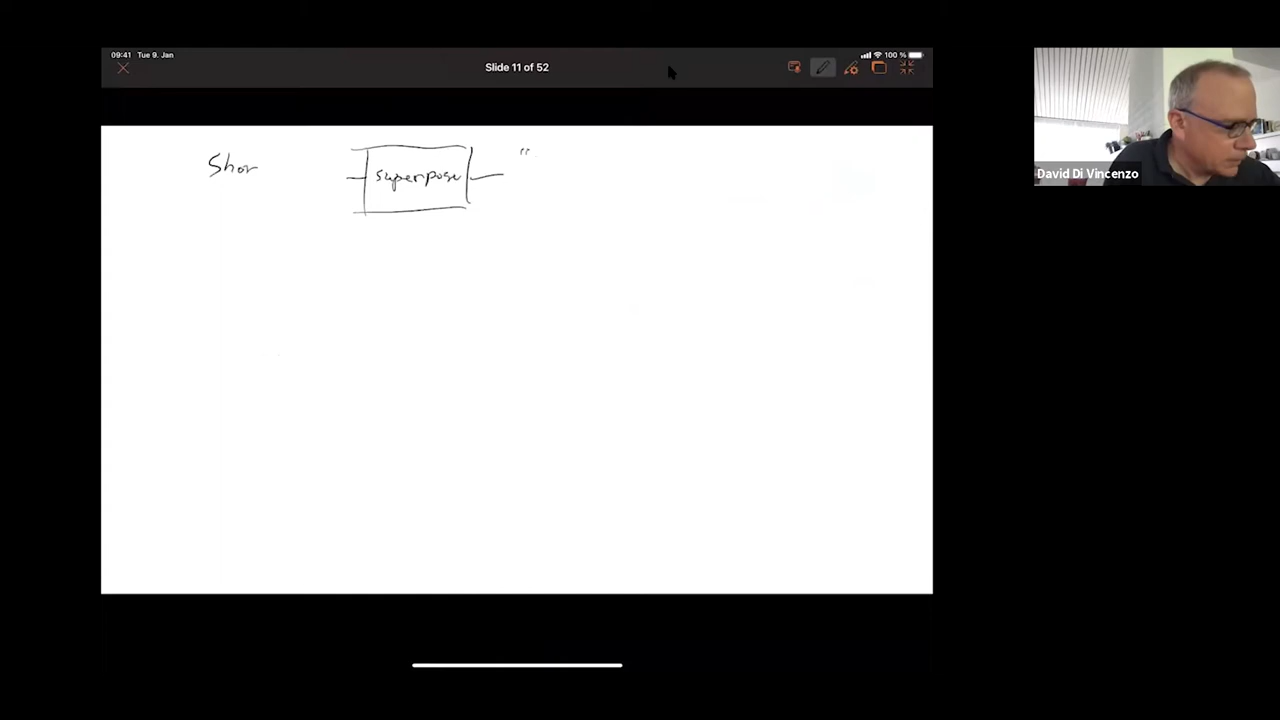 09:41 Tue 9. Jan 100 %
Slide 11 of 52
Shor superpose "
David Di Vincenzo